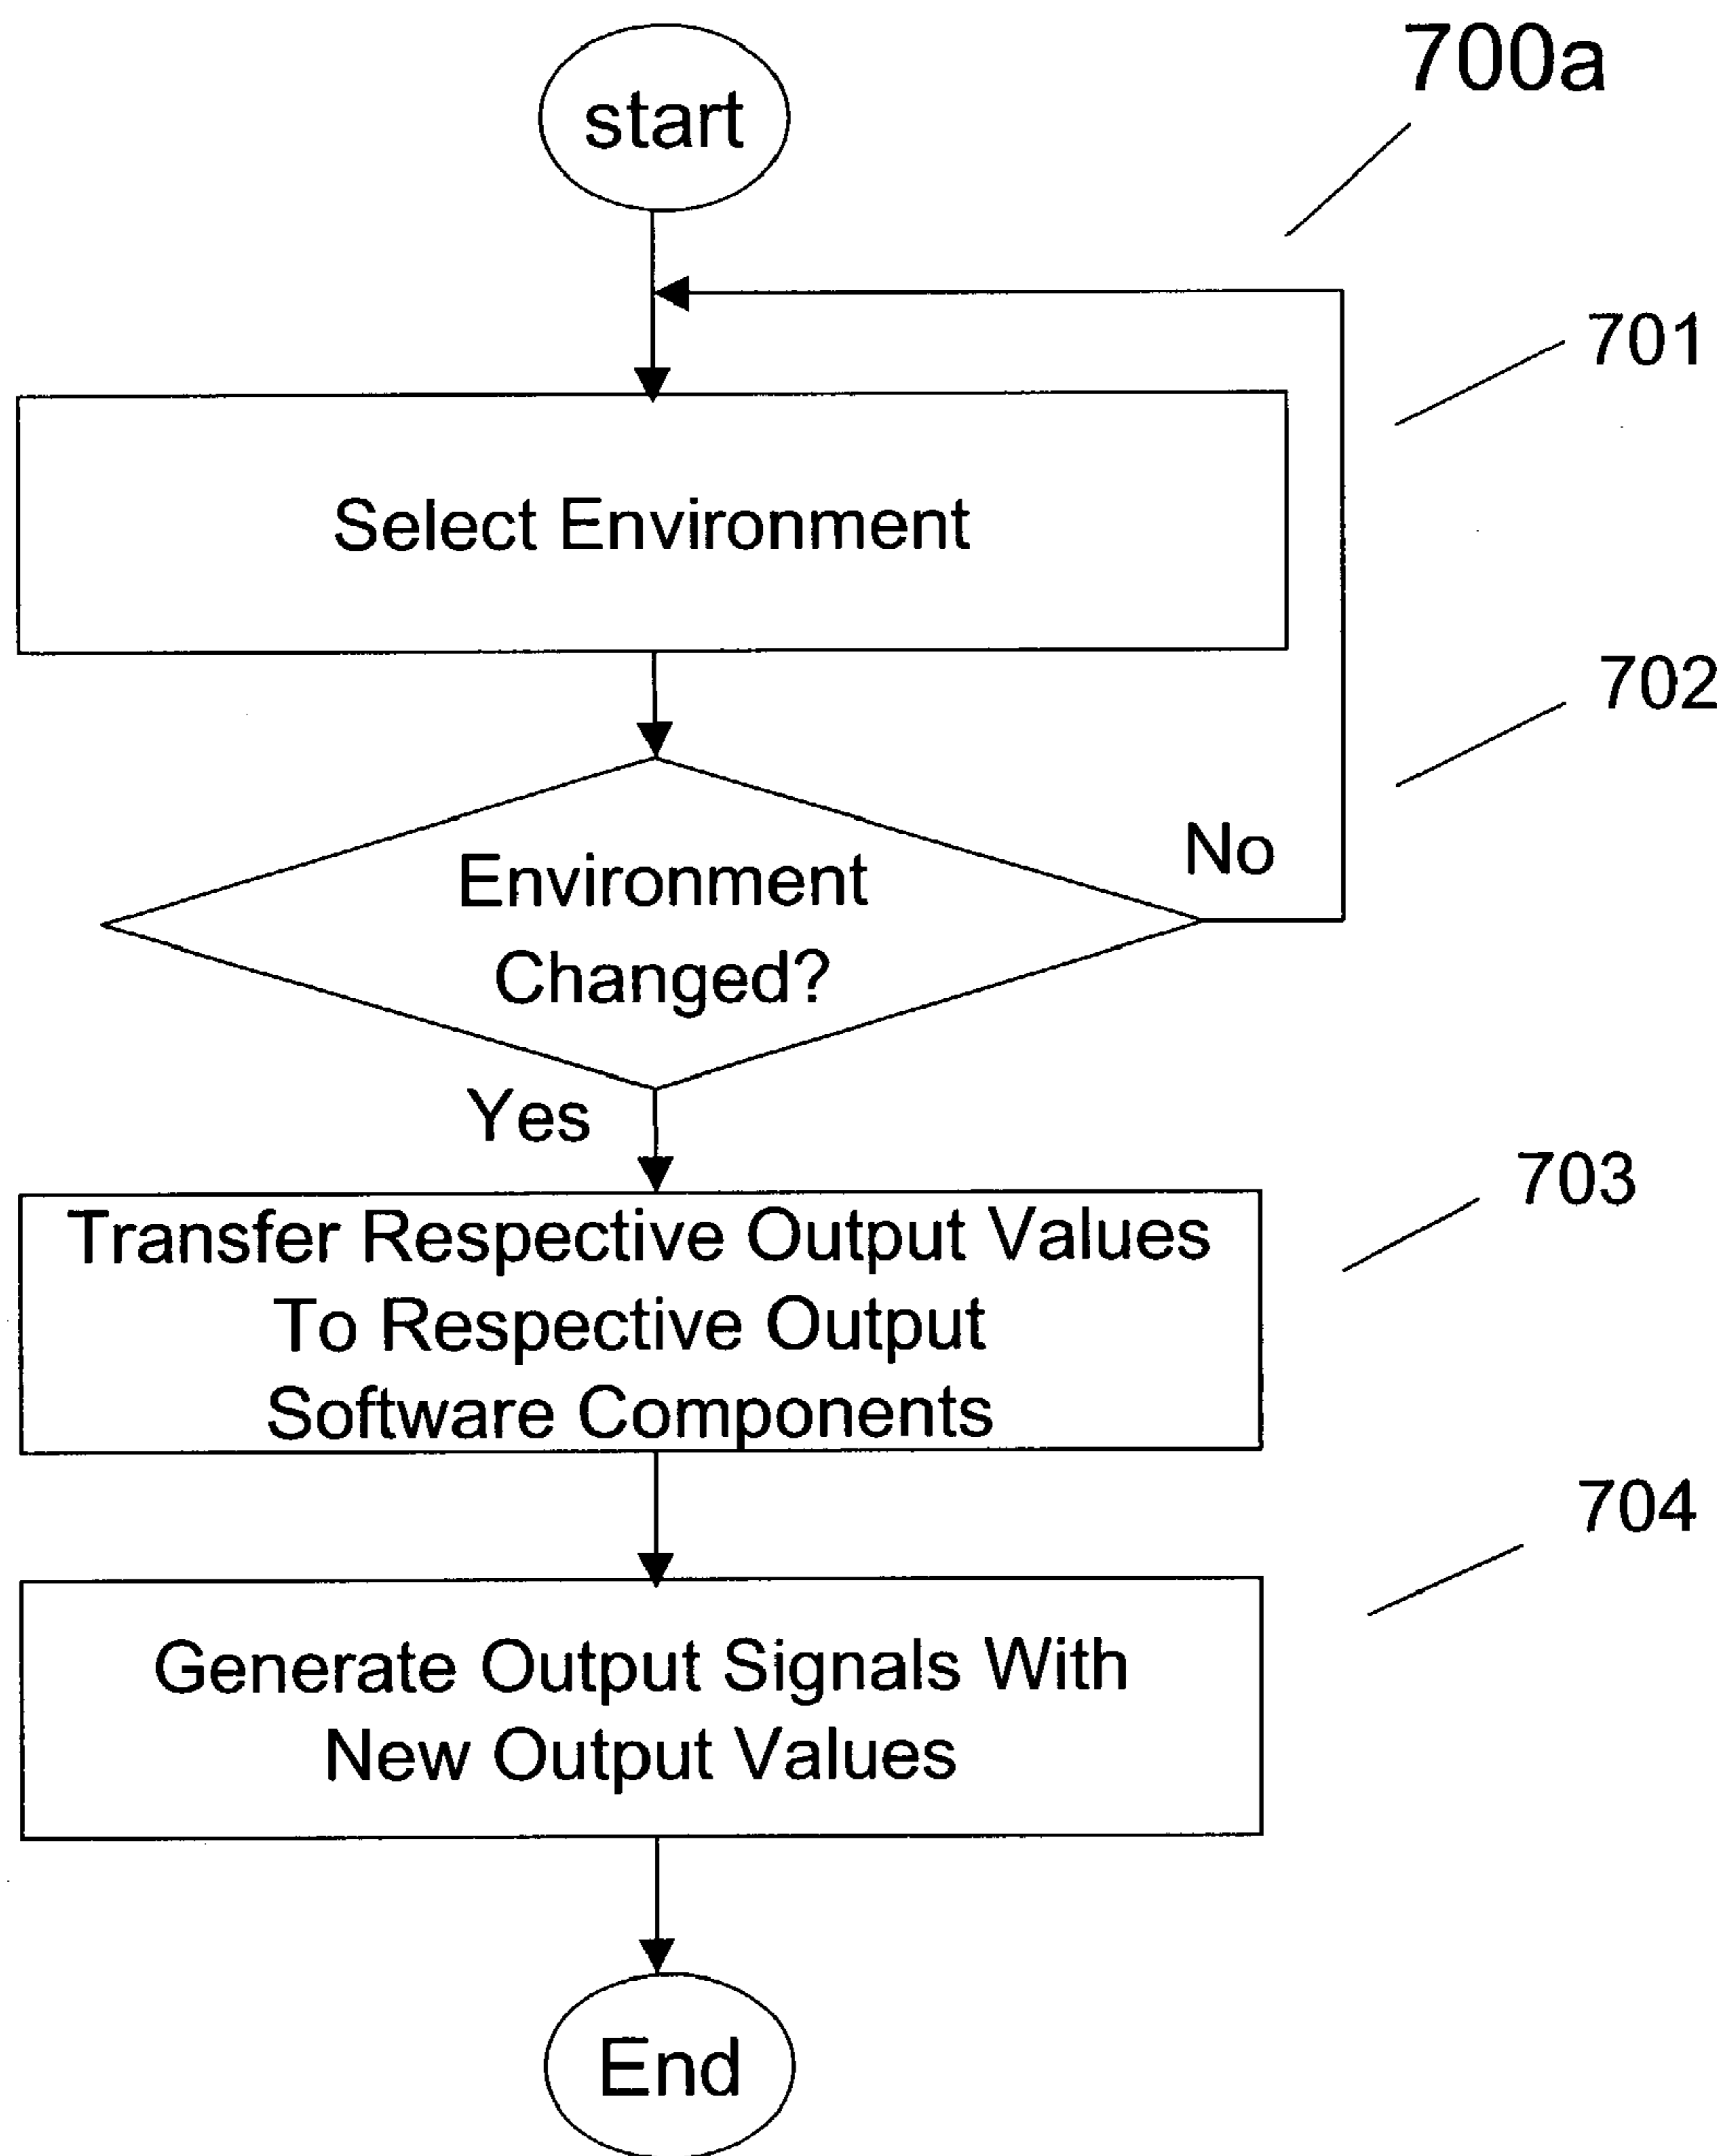 700a
start
701
Select Environment
702
No
Environment
Changed?
Yes
703
Transfer Respective Output Values
To Respective Output
Software Components
704
Generate Output Signals With
New Output Values
End